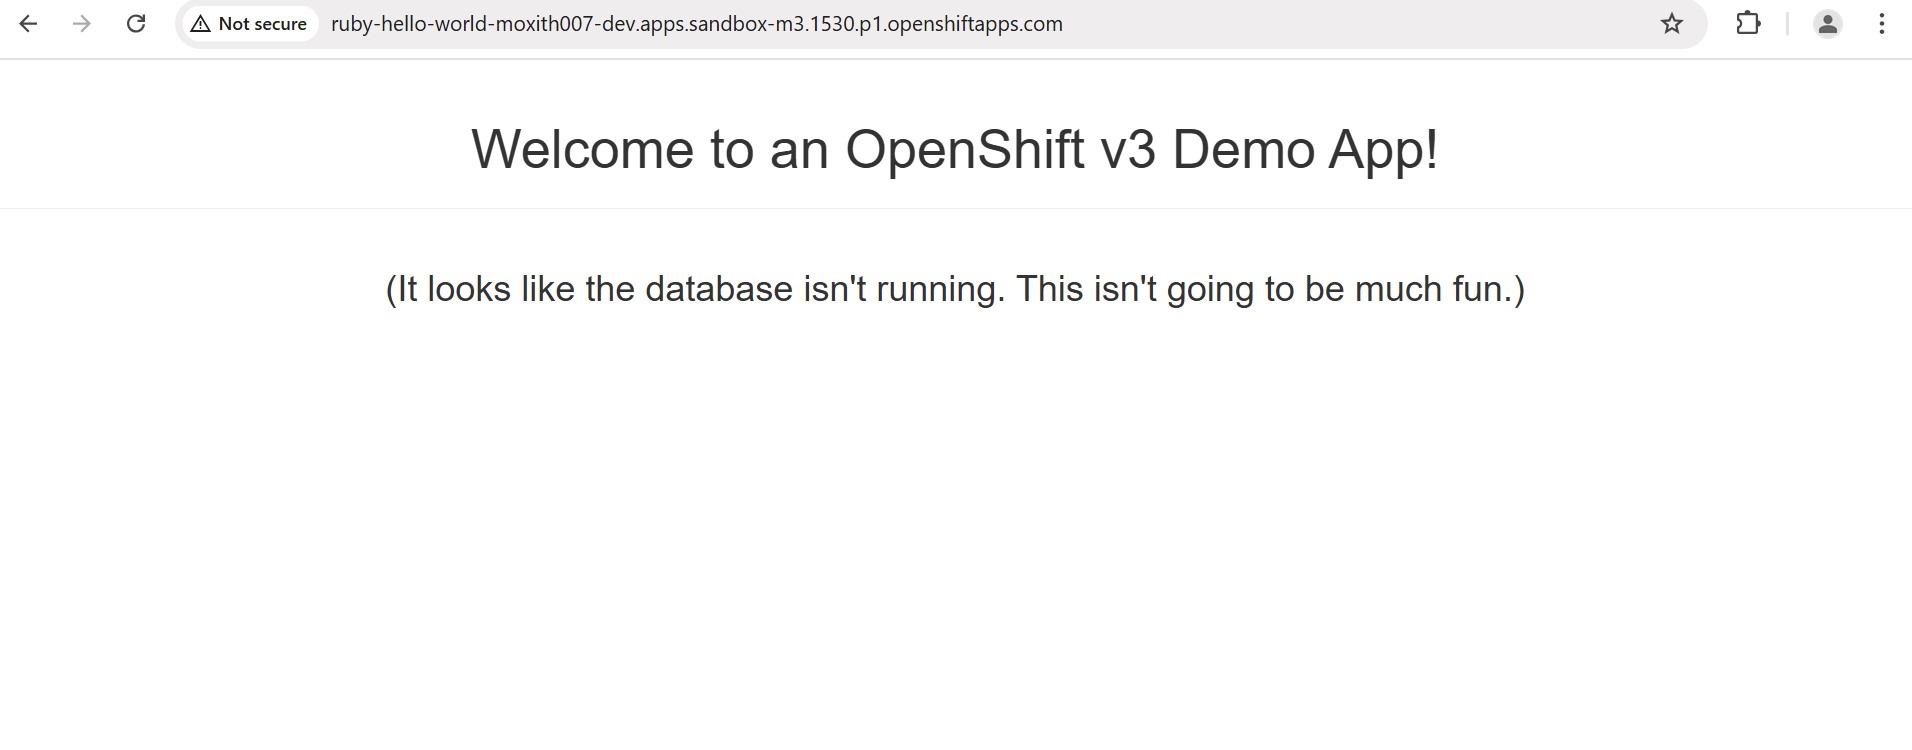 Not secure
ruby-hello-world-moxith007-dev.apps.sandbox-m3.1530.p1.openshiftapps.com
Welcome to an OpenShift v3 Demo App!
(It looks like the database isn't running. This isn't going to be much fun.)